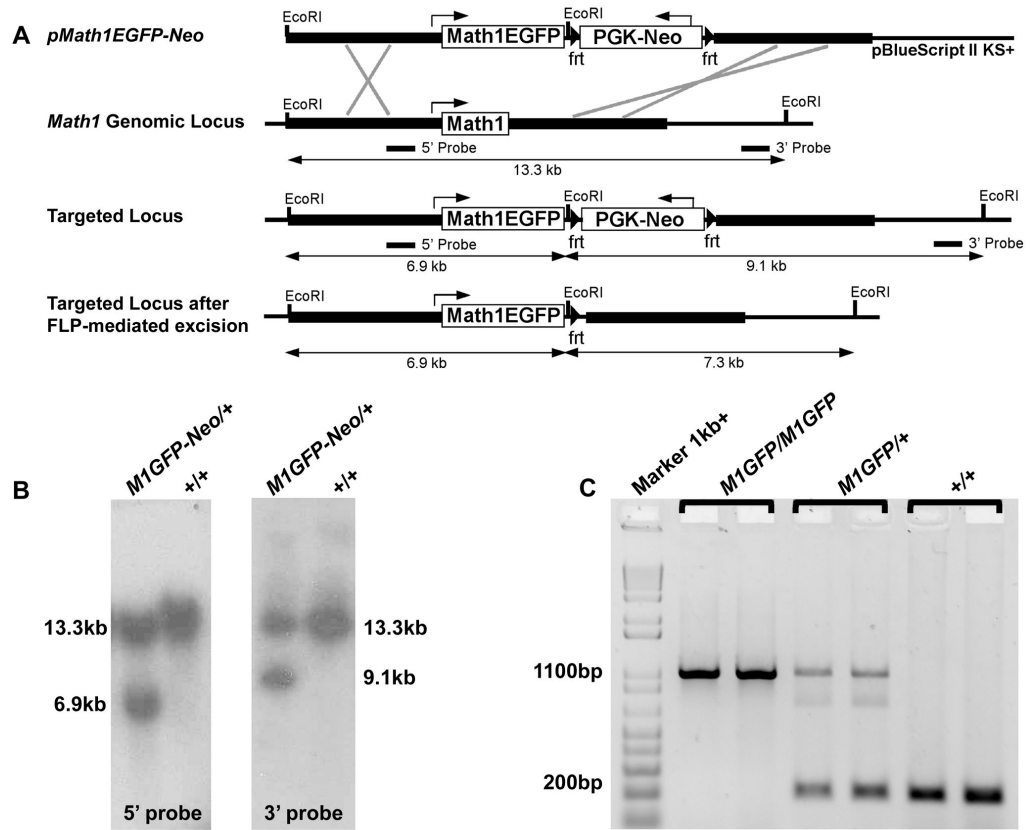 A
pMath1EGFP-Neo
EcoRI
EcoRI
Math1EGFP
PGK-Neo
frt
frt
pBlueScript II KS+
Math1 Genomic Locus
EcoRI
EcoRI
Math1
5' Probe
3' Probe
13.3 kb
Targeted Locus
EcoRI
EcoRI
EcoRI
Math1EGFP
PGK-Neo
frt
frt
5' Probe
3' Probe
6.9 kb
9.1 kb
Targeted Locus after
FLP-mediated excision
EcoRI
EcoRI
EcoRI
Math1EGFP
frt
6.9 kb
7.3 kb
B
M1GFP-Neo/+
+/+
M1GFP-Neo/+
+/+
13.3kb
6.9kb
13.3kb
9.1kb
5' probe
3' probe
C
Marker 1kb+
M1GFP/M1GFP
M1GFP/+
+/+
1100bp
200bp